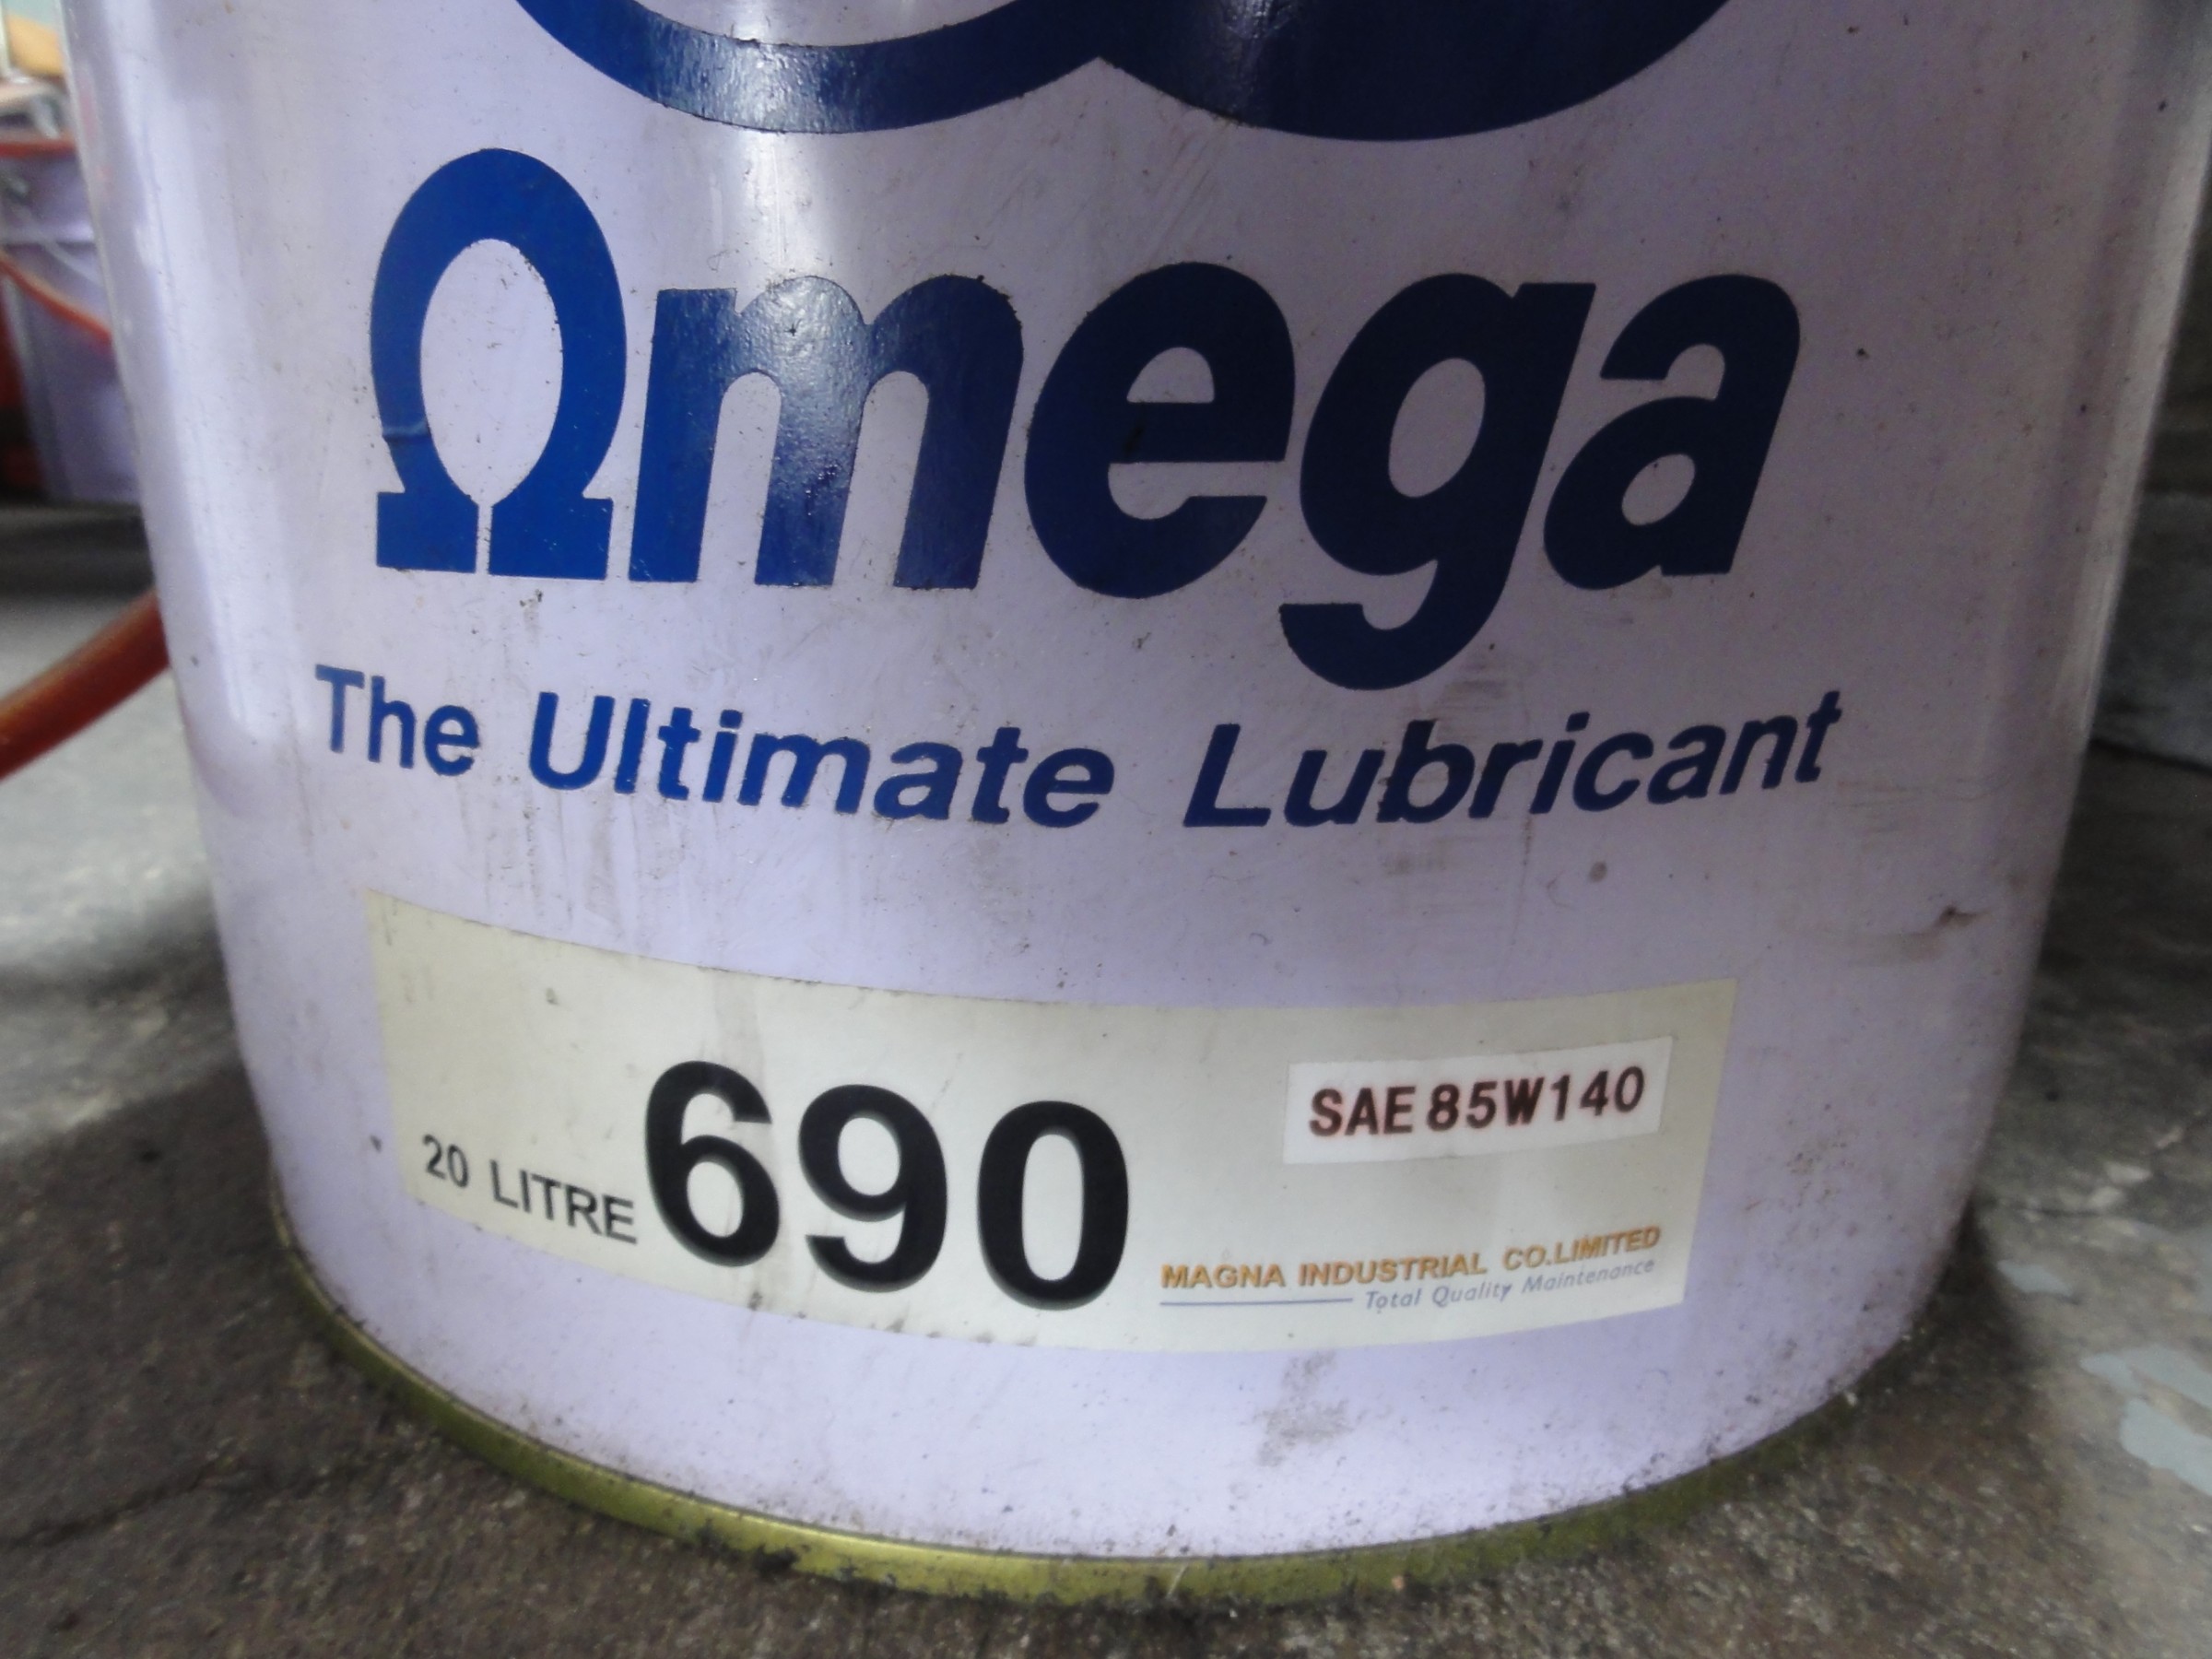 Ωmega
The Ultimate Lubricant
20 LITRE 690 SAE 85W140
MAGNA INDUSTRIAL CO.LIMITED
Total Quality Maintenance